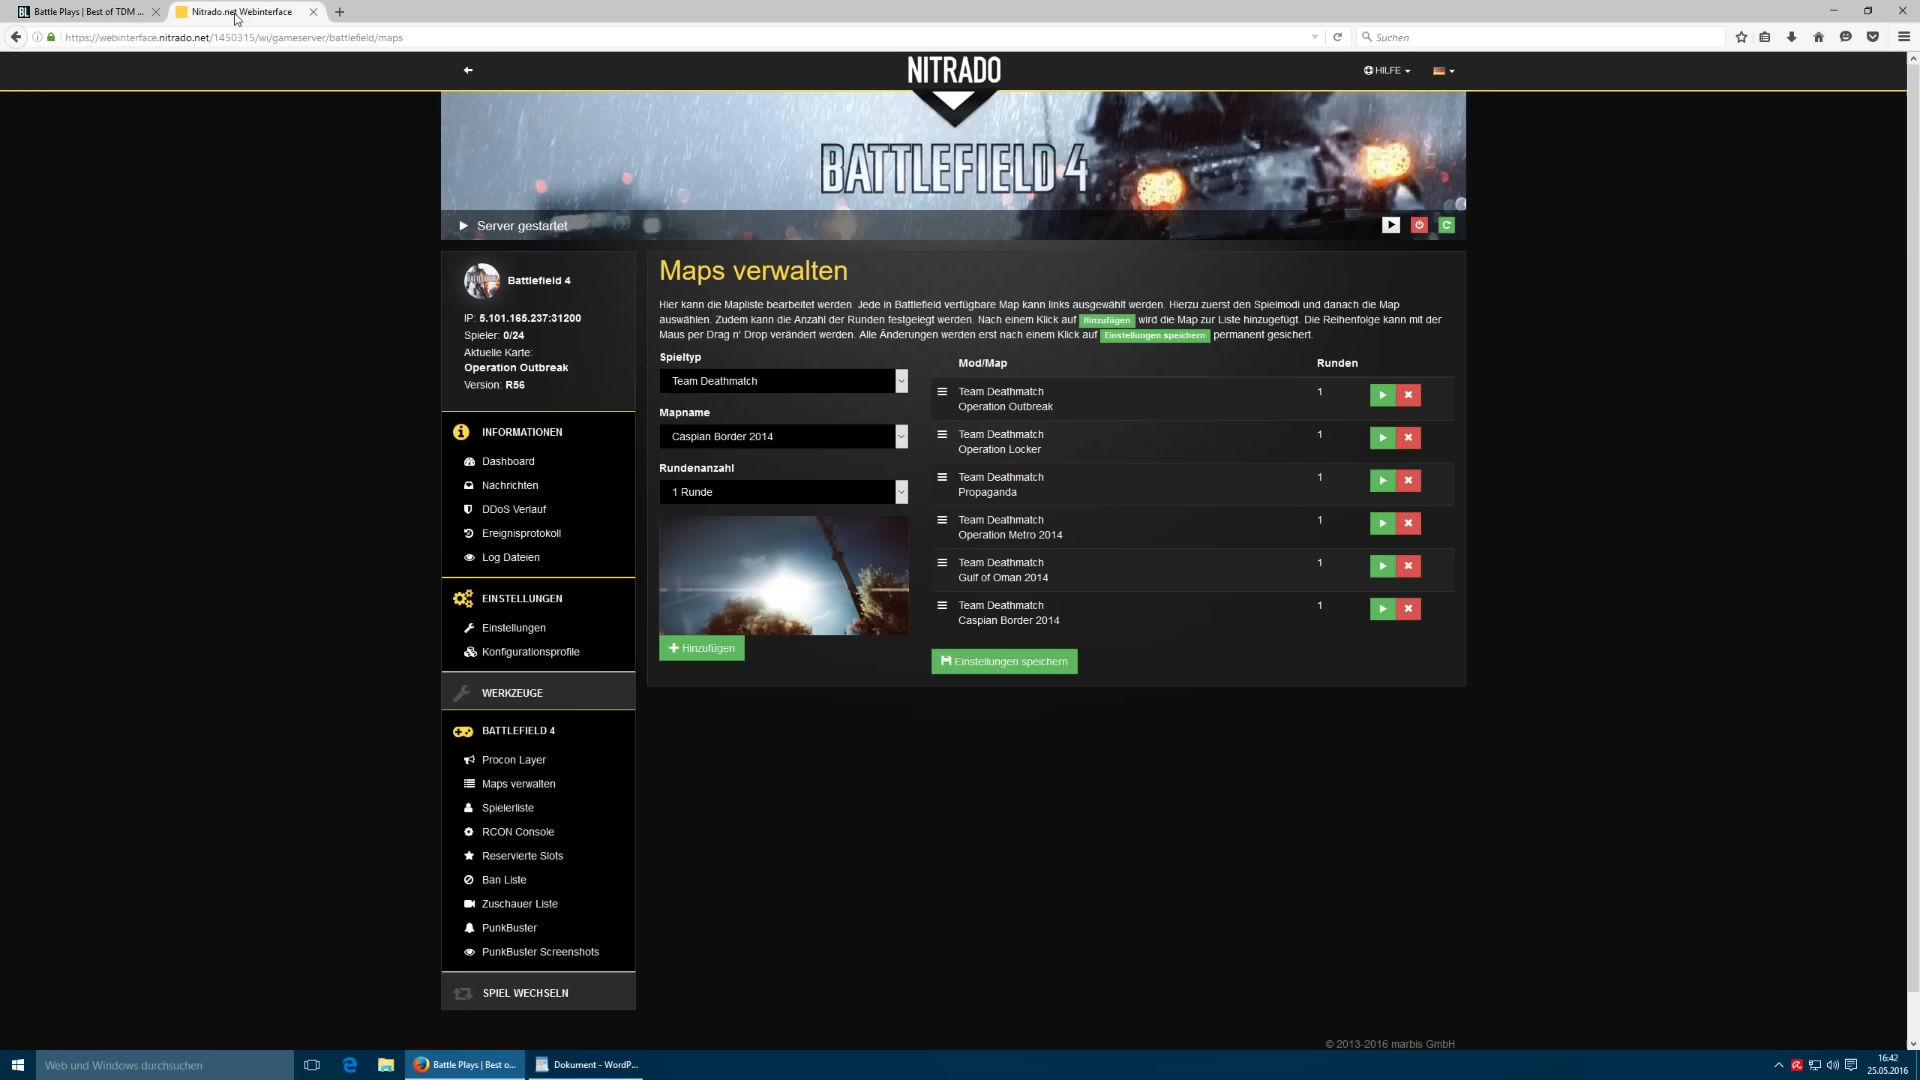 Battle Plays | Best of TDM ...
Nitrado.net Webinterface
https://webinterface.nitrado.net/1450315/wi/gameserver/battlefield/maps
Suchen
NITRADO
HILFE
BATTLEFIELD 4
Server gestartet
Battlefield 4
IP: 5.101.165.237:31200
Spieler: 0/24
Aktuelle Karte:
Operation Outbreak
Version: R56
INFORMATIONEN
Dashboard
Nachrichten
DDoS Verlauf
Ereignisprotokoll
Log Dateien
EINSTELLUNGEN
Einstellungen
Konfigurationsprofile
WERKZEUGE
BATTLEFIELD 4
Procon Layer
Maps verwalten
Spielerliste
RCON Console
Reservierte Slots
Ban Liste
Zuschauer Liste
PunkBuster
PunkBuster Screenshots
SPIEL WECHSELN
Maps verwalten
Hier kann die Mapliste bearbeitet werden. Jede in Battlefield verfügbare Map kann links ausgewählt werden. Hierzu zuerst den Spielmodi und danach die Map
auswählen. Zudem kann die Anzahl der Runden festgelegt werden. Nach einem Klick auf Hinzufügen wird die Map zur Liste hinzugefügt. Die Reihenfolge kann mit der
Maus per Drag n' Drop verändert werden. Alle Änderungen werden erst nach einem Klick auf Einstellungen speichern permanent gesichert.
Spieltyp
Team Deathmatch
Mapname
Caspian Border 2014
Rundenanzahl
1 Runde
Hinzufügen
Mod/Map Runden
Team Deathmatch 1
Operation Outbreak
Team Deathmatch 1
Operation Locker
Team Deathmatch 1
Propaganda
Team Deathmatch 1
Operation Metro 2014
Team Deathmatch 1
Gulf of Oman 2014
Team Deathmatch 1
Caspian Border 2014
Einstellungen speichern
© 2013-2016 marbis GmbH
Web und Windows durchsuchen
Battle Plays | Best o...
Dokument - WordP...
16:42
25.05.2016